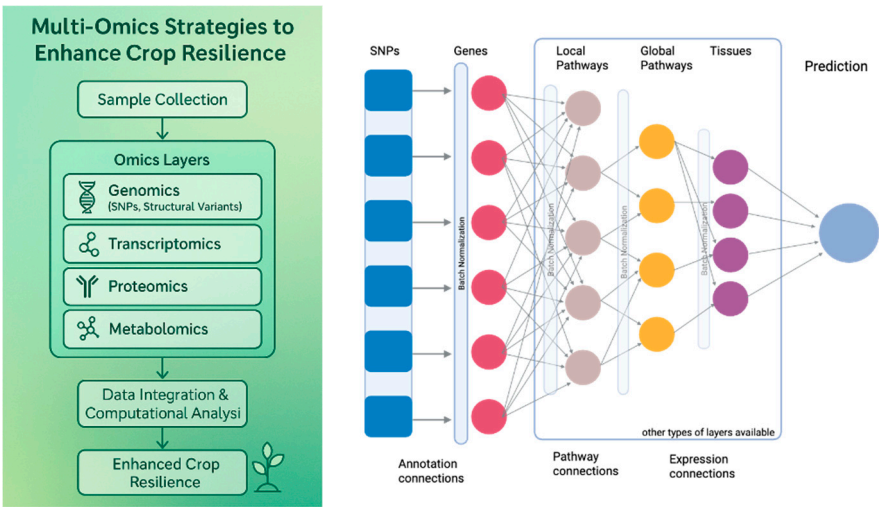 Multi-Omics Strategies to
Enhance Crop Resilience
Sample Collection
Omics Layers
Genomics
(SNPs, Structural Variants)
Transcriptomics
Proteomics
Metabolomics
Data Integration &
Computational Analysi
Enhanced Crop
Resilience
SNPs
Genes
Local
Pathways
Global
Pathways
Tissues
Prediction
Batch Normalization
Batch Normalization
Batch Normalization
Batch Normalization
other types of layers available
Annotation
connections
Pathway
connections
Expression
connections